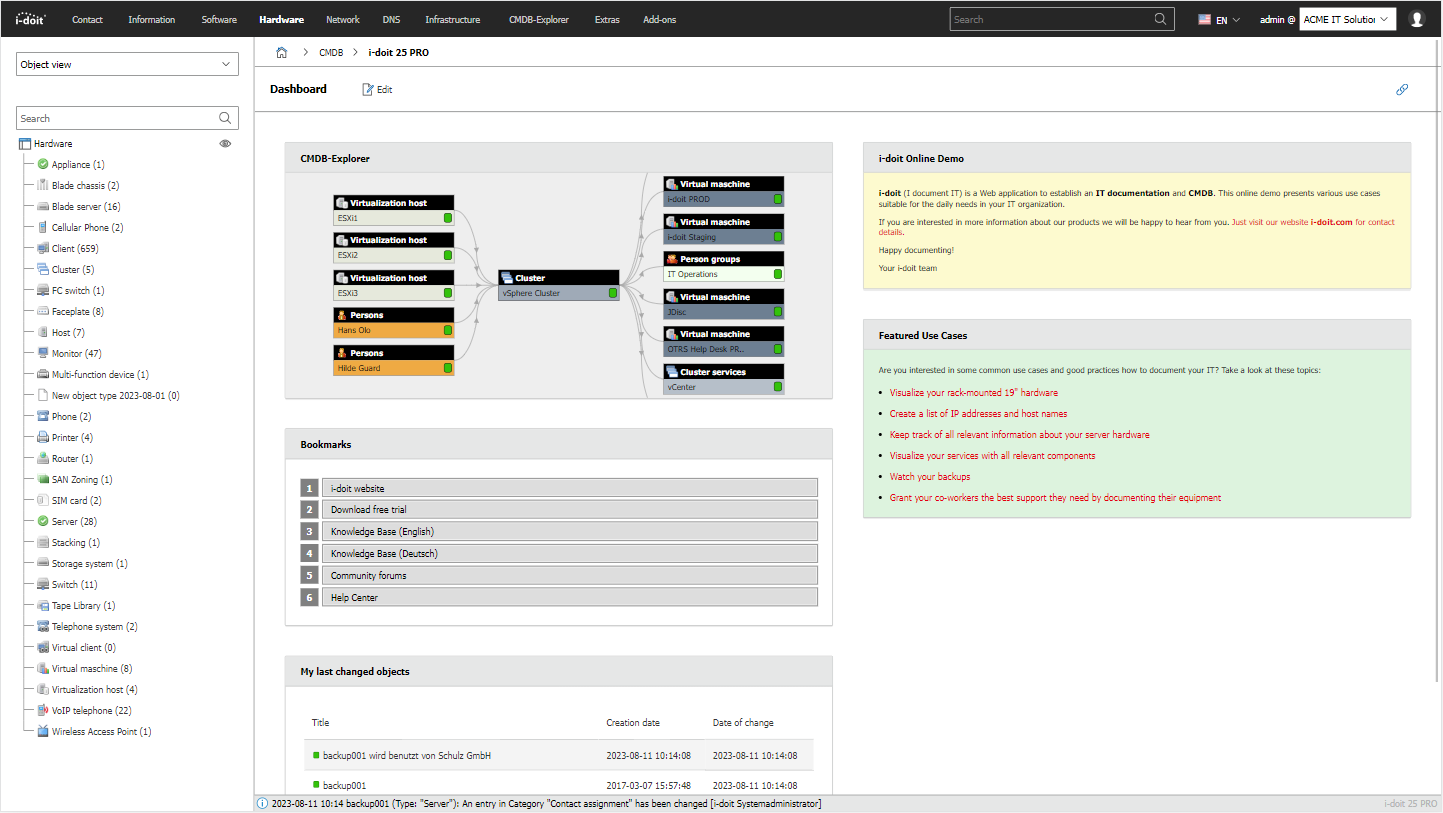 i-doit
Contact
Information
Software
Hardware
Network
DNS
Infrastructure
CMDB-Explorer
Extras
Add-ons
Search
EN
admin @
ACME IT Solution
Object view
Search
Hardware
Appliance (1)
Blade chassis (2)
Blade server (16)
Cellular Phone (2)
Client (659)
Cluster (5)
FC switch (1)
Faceplate (8)
Host (7)
Monitor (47)
Multi-function device (1)
New object type 2023-08-01 (0)
Phone (2)
Printer (4)
Router (1)
SAN Zoning (1)
SIM card (2)
Server (28)
Stacking (1)
Storage system (1)
Switch (11)
Tape Library (1)
Telephone system (2)
Virtual client (0)
Virtual maschine (8)
Virtualization host (4)
VoIP telephone (22)
Wireless Access Point (1)
CMDB
i-doit 25 PRO
Dashboard
Edit
CMDB-Explorer
Virtualization host
ESXi1
Virtualization host
ESXi2
Virtualization host
ESXi3
Persons
Hans Olo
Persons
Hilde Guard
Cluster
vSphere Cluster
Virtual maschine
i-doit PROD
Virtual maschine
i-doit Staging
Person groups
IT Operations
Virtual maschine
JDisc
Virtual maschine
OTRS Help Desk PR..
Cluster services
vCenter
Bookmarks
1 i-doit website
2 Download free trial
3 Knowledge Base (English)
4 Knowledge Base (Deutsch)
5 Community forums
6 Help Center
My last changed objects
Title Creation date Date of change
backup001 wird benutzt von Schulz GmbH 2023-08-11 10:14:08 2023-08-11 10:14:08
backup001 2017-03-07 15:57:48 2023-08-11 10:14:08
i-doit Online Demo
i-doit (I document IT) is a Web application to establish an IT documentation and CMDB. This online demo presents various use cases
suitable for the daily needs in your IT organization.
If you are interested in more information about our products we will be happy to hear from you. Just visit our website i-doit.com for contact
details.
Happy documenting!
Your i-doit team
Featured Use Cases
Are you interested in some common use cases and good practices how to document your IT? Take a look at these topics:
• Visualize your rack-mounted 19" hardware
• Create a list of IP addresses and host names
• Keep track of all relevant information about your server hardware
• Visualize your services with all relevant components
• Watch your backups
• Grant your co-workers the best support they need by documenting their equipment
2023-08-11 10:14 backup001 (Type: "Server"): An entry in Category "Contact assignment" has been changed [i-doit Systemadministrator]
i-doit 25 PRO